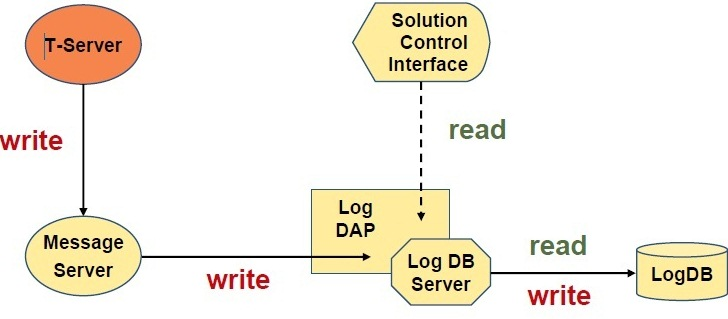 T-Server
Solution
Control
Interface
write
read
Log
DAP
Message
Server
write
Log DB
Server
read
write
LogDB